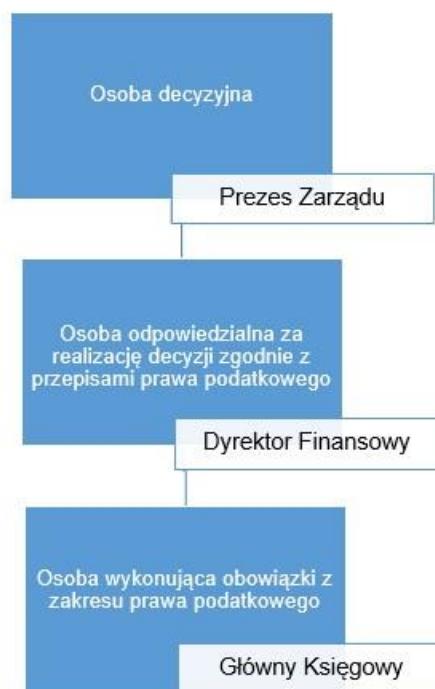 Osoba decyzyjna
Prezes Zarządu
Osoba odpowiedzialna za
realizację decyzji zgodnie z
przepisami prawa podatkowego
Dyrektor Finansowy
Osoba wykonująca obowiązki z
zakresu prawa podatkowego
Główny Księgowy